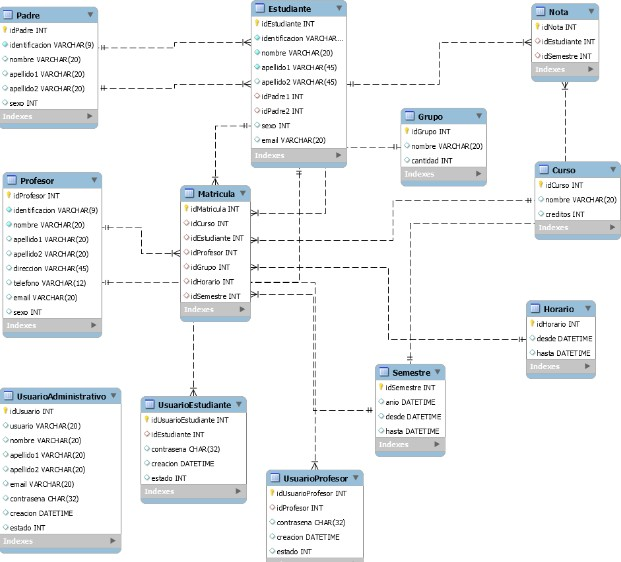 Padre
idPadre INT
identificacion VARCHAR(9)
nombre VARCHAR(20)
apellido1 VARCHAR(20)
apellido2 VARCHAR(20)
sexo INT
Indexes
Estudiante
idEstudiante INT
identificacion VARCHAR...
nombre VARCHAR(20)
apellido1 VARCHAR(45)
apellido2 VARCHAR(45)
idPadre1 INT
idPadre2 INT
sexo INT
email VARCHAR(20)
Indexes
Nota
idNota INT
idEstudiante INT
idSemestre INT
Indexes
Grupo
idGrupo INT
nombre VARCHAR(20)
cantidad INT
Indexes
Profesor
idProfesor INT
identificacion VARCHAR(9)
nombre VARCHAR(20)
apellido1 VARCHAR(20)
apellido2 VARCHAR(20)
direccion VARCHAR(45)
telefono VARCHAR(12)
email VARCHAR(20)
sexo INT
Indexes
Matricula
idMatricula INT
idCurso INT
idEstudiante INT
idProfesor INT
idGrupo INT
idHorario INT
idSemestre INT
Indexes
Curso
idCurso INT
nombre VARCHAR(20)
creditos INT
Indexes
Horario
idHorario INT
desde DATETIME
hasta DATETIME
Indexes
Semestre
idSemestre INT
anio DATETIME
desde DATETIME
hasta DATETIME
Indexes
UsuarioAdministrativo
idUsuario INT
usuario VARCHAR(20)
nombre VARCHAR(20)
apellido1 VARCHAR(20)
apellido2 VARCHAR(20)
email VARCHAR(20)
contrasena CHAR(32)
creacion DATETIME
estado INT
Indexes
UsuarioEstudiante
idUsuarioEstudiante INT
idEstudiante INT
contrasena CHAR(32)
creacion DATETIME
estado INT
Indexes
UsuarioProfesor
idUsuarioProfesor INT
idProfesor INT
contrasena CHAR(32)
creacion DATETIME
estado INT